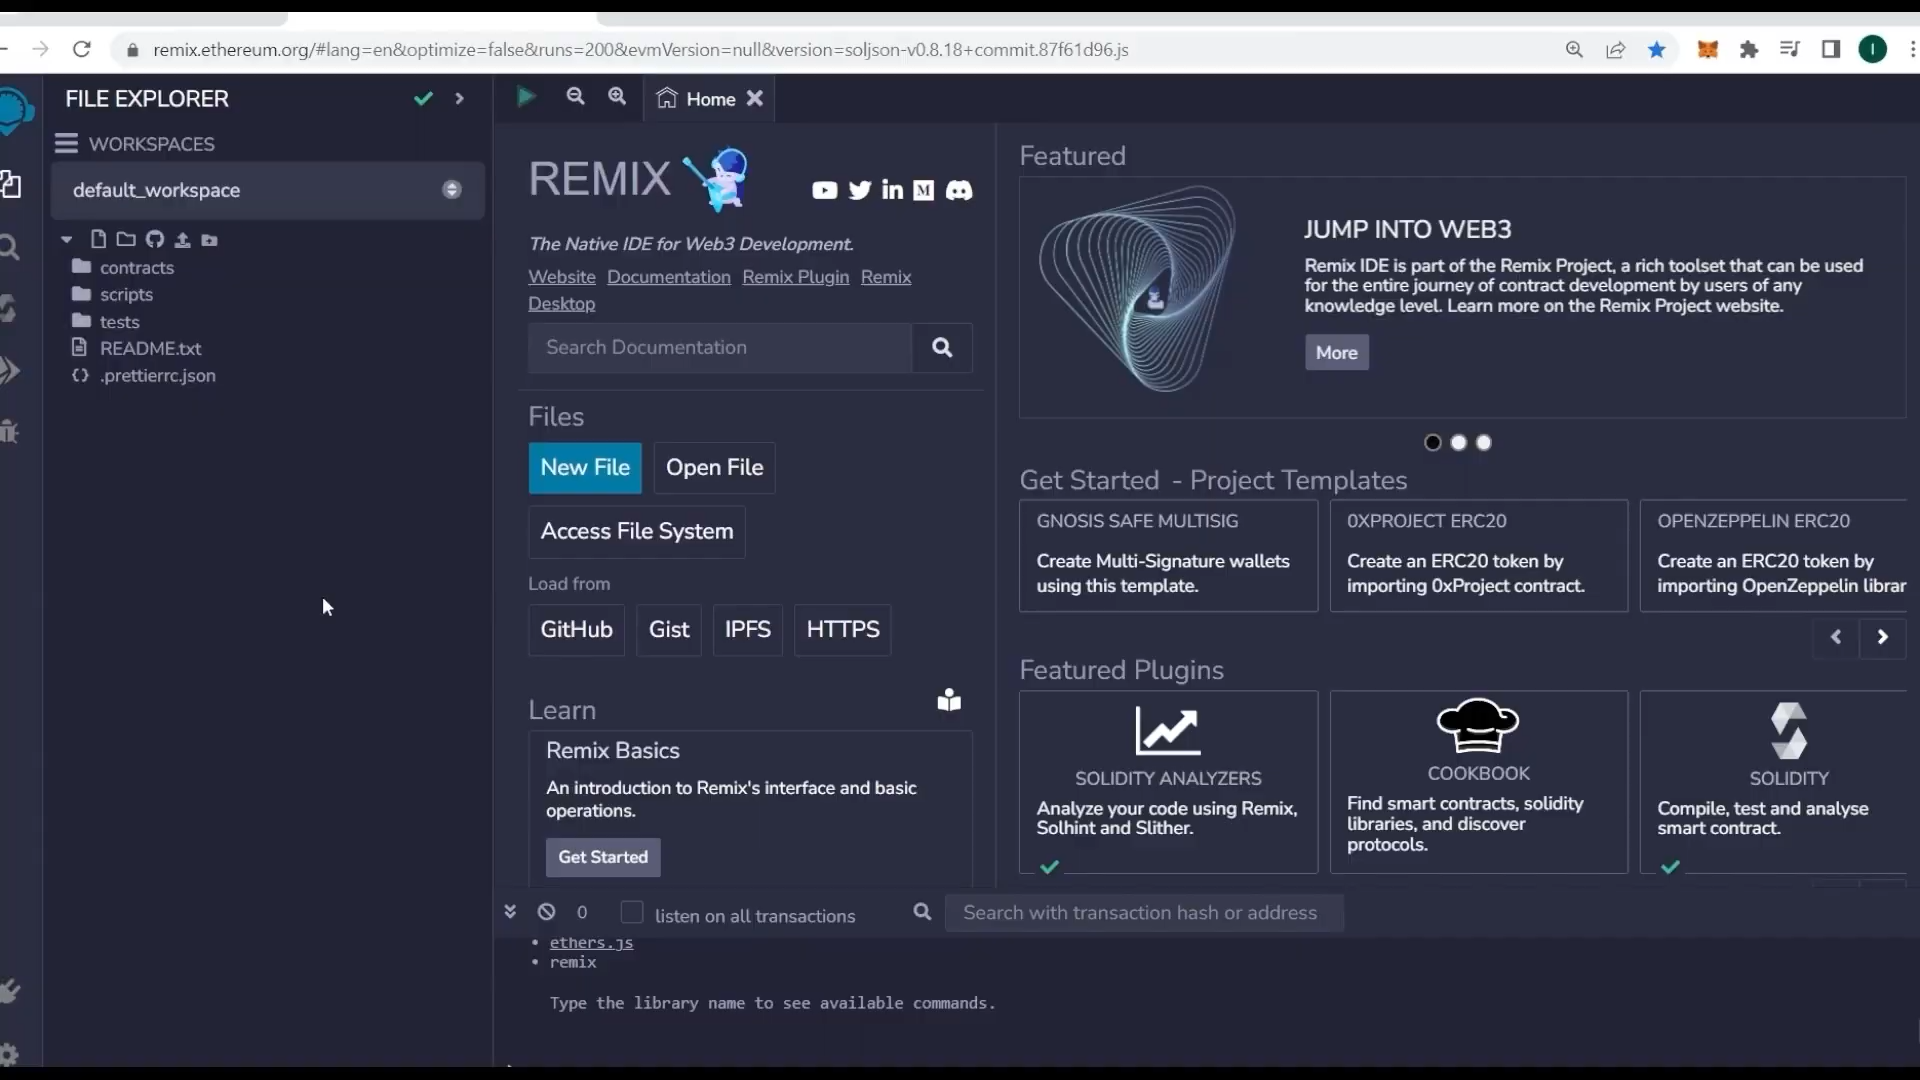 remix.ethereum.org/#lang=en&optimize=false&runs=200&evmVersion=null&version=soljson-v0.8.18+commit.87f61d96.js
I
FILE EXPLORER
WORKSPACES
default_workspace
contracts
scripts
tests
README.txt
.prettierrc.json
Home
REMIX
M
The Native IDE for Web3 Development.
Website Documentation Remix Plugin Remix
Desktop
Search Documentation
Files
New File Open File
Access File System
Load from
GitHub Gist IPFS HTTPS
Learn
Remix Basics
An introduction to Remix's interface and basic
operations.
Get Started
Featured
JUMP INTO WEB3
Remix IDE is part of the Remix Project, a rich toolset that can be used
for the entire journey of contract development by users of any
knowledge level. Learn more on the Remix Project website.
More
Get Started - Project Templates
GNOSIS SAFE MULTISIG
Create Multi-Signature wallets
using this template.
0XPROJECT ERC20
Create an ERC20 token by
importing 0xProject contract.
OPENZEPPELIN ERC20
Create an ERC20 token by
importing OpenZeppelin librar
Featured Plugins
SOLIDITY ANALYZERS
Analyze your code using Remix,
Solhint and Slither.
COOKBOOK
Find smart contracts, solidity
libraries, and discover
protocols.
SOLIDITY
Compile, test and analyse
smart contract.
0 listen on all transactions Search with transaction hash or address
• ethers.js
• remix
Type the library name to see available commands.